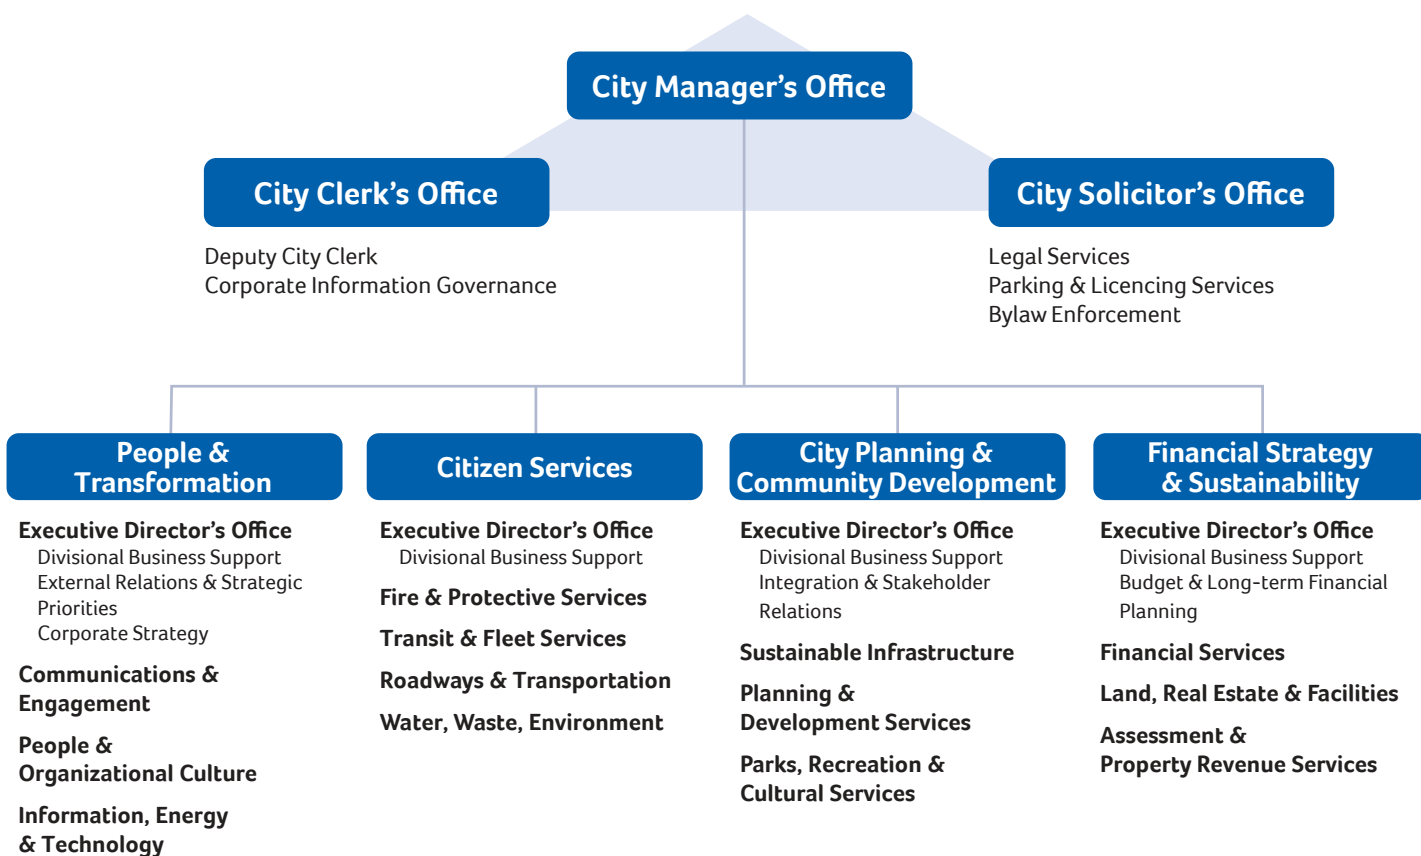 City Manager’s Office
City Clerk’s Office
Deputy City Clerk
Corporate Information Governance
City Solicitor’s Office
Legal Services
Parking & Licencing Services
Bylaw Enforcement
People &
Transformation
Executive Director’s Office
Divisional Business Support
External Relations & Strategic
Priorities
Corporate Strategy
Communications &
Engagement
People &
Organizational Culture
Information, Energy
& Technology
Citizen Services
Executive Director’s Office
Divisional Business Support
Fire & Protective Services
Transit & Fleet Services
Roadways & Transportation
Water, Waste, Environment
City Planning &
Community Development
Executive Director’s Office
Divisional Business Support
Integration & Stakeholder
Relations
Sustainable Infrastructure
Planning &
Development Services
Parks, Recreation &
Cultural Services
Financial Strategy
& Sustainability
Executive Director’s Office
Divisional Business Support
Budget & Long-term Financial
Planning
Financial Services
Land, Real Estate & Facilities
Assessment &
Property Revenue Services